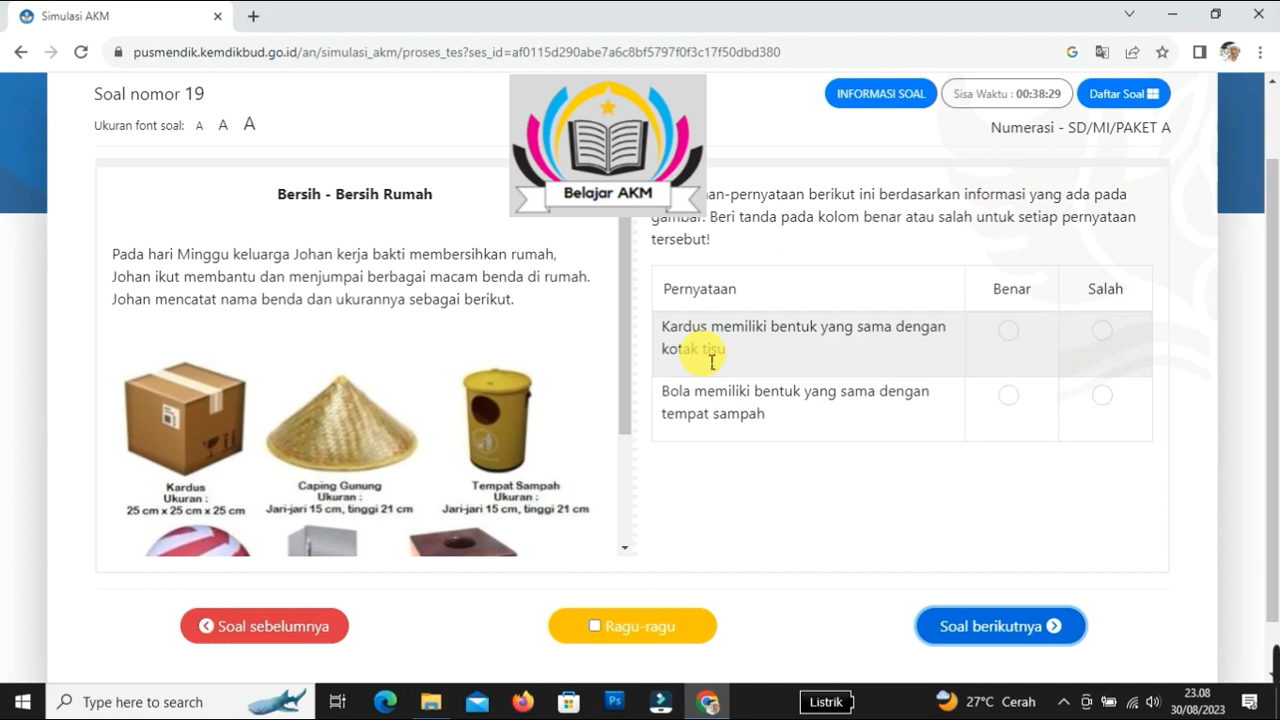 Simulasi AKM
pusmendik.kemdikbud.go.id/an/simulasi_akm/proses_tes?ses_id=af0115d290abe7a6c8bf5797f0f3c17f50dbd380
Soal nomor 19
INFORMASI SOAL
Sisa Waktu : 00:38:29
Daftar Soal
Ukuran font soal: A A A
Numerasi - SD/MI/PAKET A
Belajar AKM
Bersih - Bersih Rumah
Pada hari Minggu keluarga Johan kerja bakti membersihkan rumah,
Johan ikut membantu dan menjumpai berbagai macam benda di rumah.
Johan mencatat nama benda dan ukurannya sebagai berikut.
Kardus
Ukuran :
25 cm x 25 cm x 25 cm
Caping Gunung
Ukuran :
Jari-jari 15 cm, tinggi 21 cm
Tempat Sampah
Ukuran :
Jari-jari 15 cm, tinggi 21 cm
an-pernyataan berikut ini berdasarkan informasi yang ada pada
gambar. Beri tanda pada kolom benar atau salah untuk setiap pernyataan
tersebut!
Pernyataan Benar Salah
Kardus memiliki bentuk yang sama dengan
kotak tisu
Bola memiliki bentuk yang sama dengan
tempat sampah
Soal sebelumnya
Ragu-ragu
Soal berikutnya
Type here to search
Ps
Listrik
27°C Cerah
23.08
30/08/2023